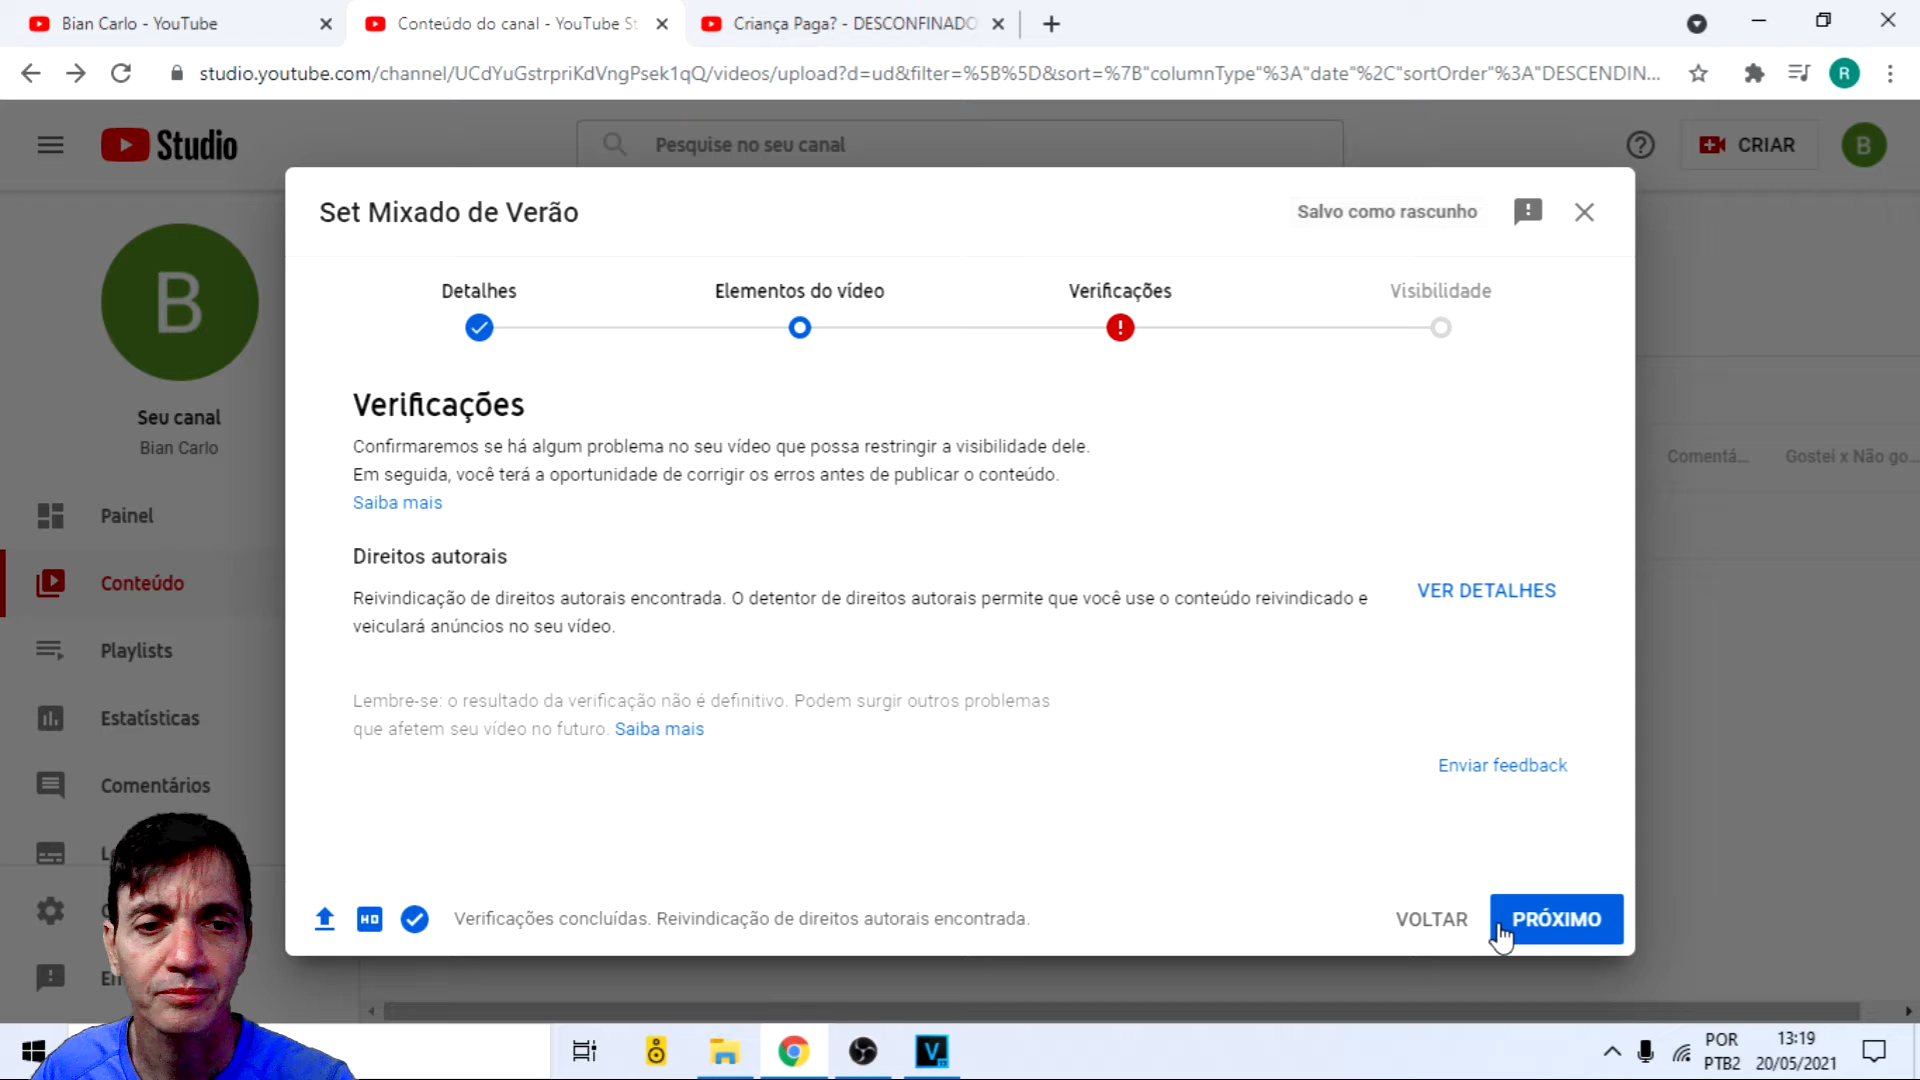 Bian Carlo - YouTube
Conteúdo do canal - YouTube St
Criança Paga? - DESCONFINADO
studio.youtube.com/channel/UCdYuGstrpriKdVngPsek1qQ/videos/upload?d=ud&filter=%5B%5D&sort=%7B"columnType"%3A"date"%2C"sortOrder"%3A"DESCENDIN...
R
Studio
Pesquise no seu canal
CRIAR
B
Set Mixado de Verão
Salvo como rascunho
Detalhes
Elementos do vídeo
Verificações
Visibilidade
B
Seu canal
Bian Carlo
Painel
Conteúdo
Playlists
Estatísticas
Comentários
Verificações
Confirmaremos se há algum problema no seu vídeo que possa restringir a visibilidade dele.
Em seguida, você terá a oportunidade de corrigir os erros antes de publicar o conteúdo.
Saiba mais
Comentá...
Gostei x Não go...
Direitos autorais
Reivindicação de direitos autorais encontrada. O detentor de direitos autorais permite que você use o conteúdo reivindicado e
veiculará anúncios no seu vídeo.
VER DETALHES
Lembre-se: o resultado da verificação não é definitivo. Podem surgir outros problemas
que afetem seu vídeo no futuro. Saiba mais
Enviar feedback
HD
Verificações concluídas. Reivindicação de direitos autorais encontrada.
VOLTAR
PRÓXIMO
V
POR
PTB2
13:19
20/05/2021